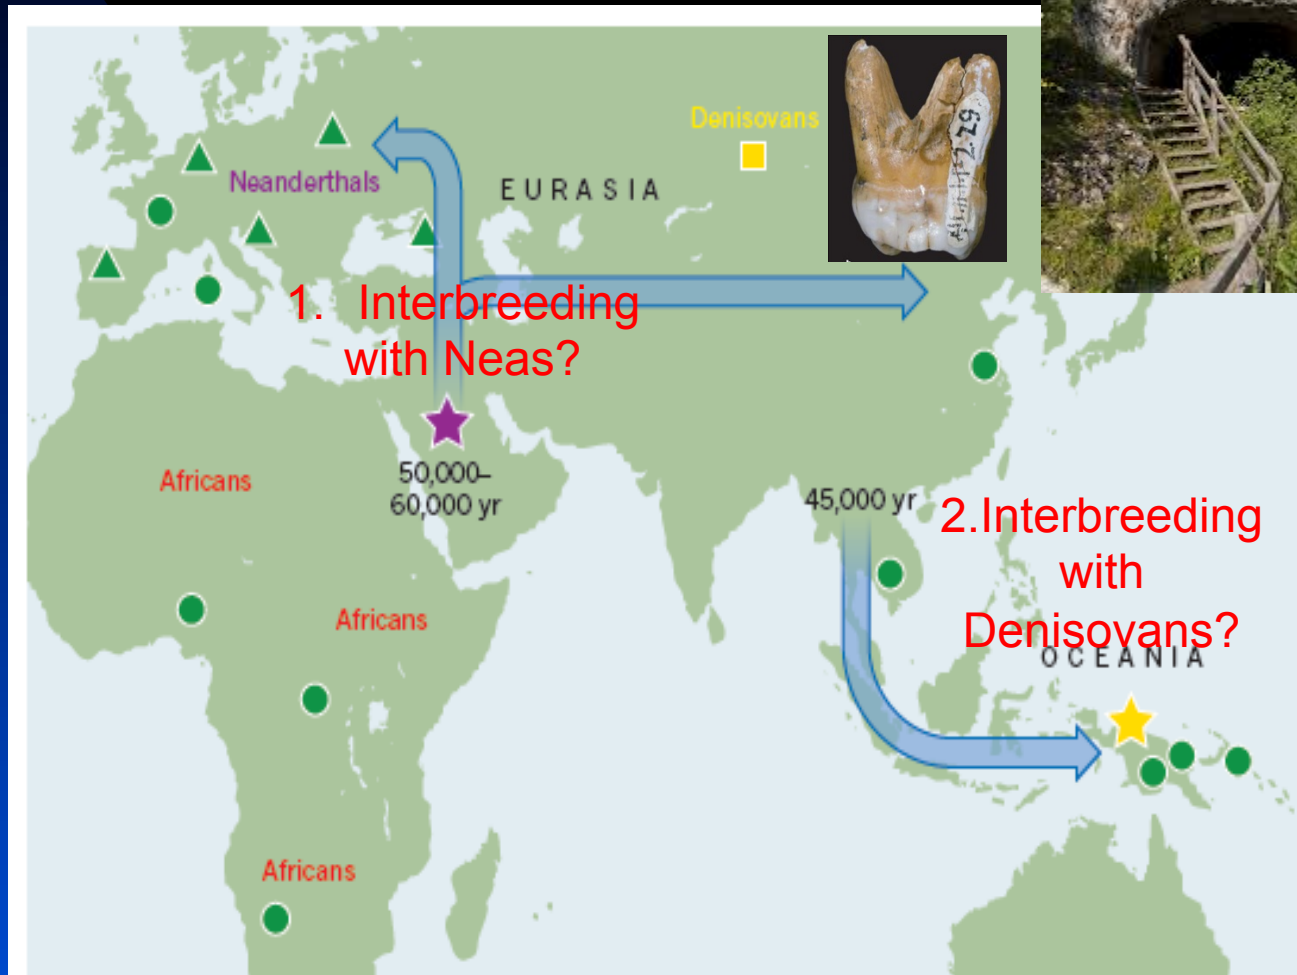 Denisovans
Neanderthals
EURASIA
1. Interbreeding
with Neas?
Africans
50,000–
60,000 yr
45,000 yr
2.Interbreeding
with
Denisovans?
OCEANIA
Africans
Africans